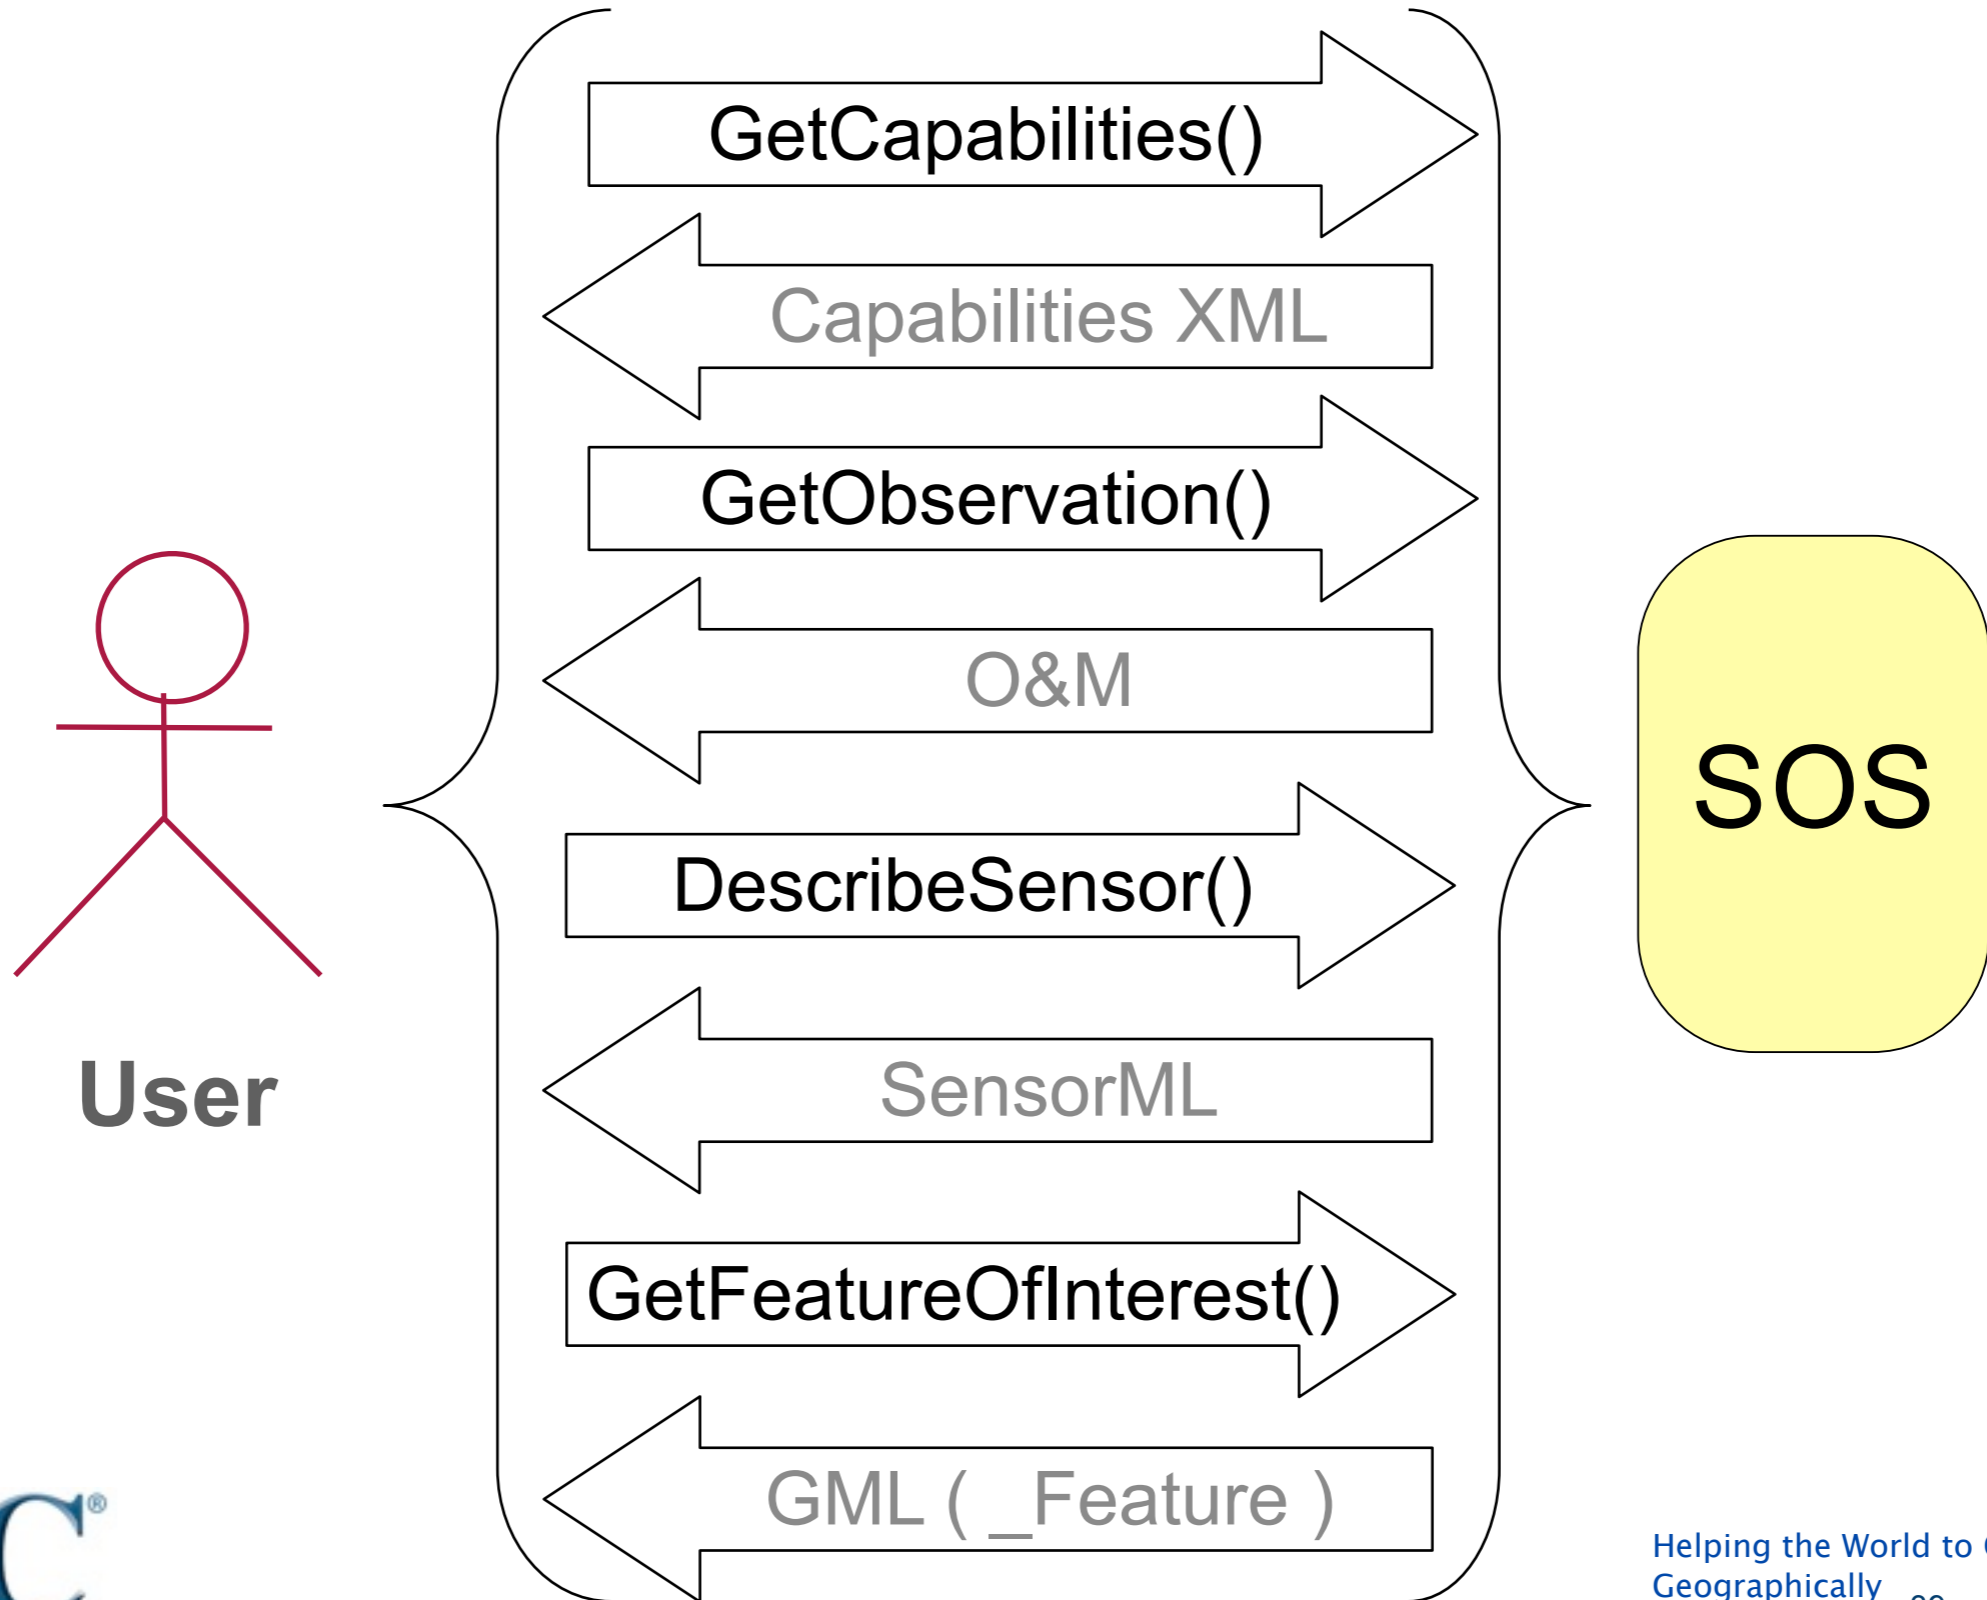 GetCapabilities()
Capabilities XML
GetObservation()
O&M
DescribeSensor()
SensorML
GetFeatureOfInterest()
GML ( _Feature )
User
SOS
C®
Helping the World to
Geographically